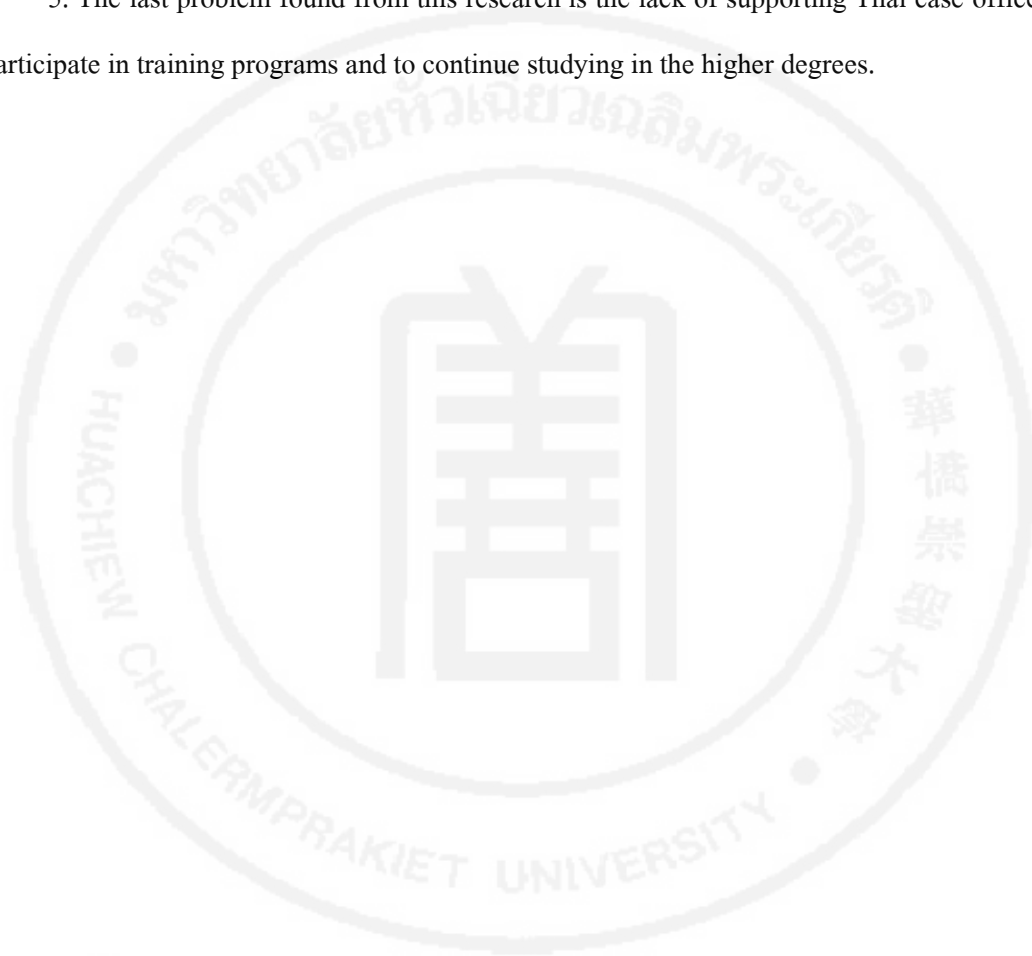 The last problem found from this research is the lack of supporting Thai case
articipate in training programs and to continue studying in the higher degrees.
มหาวิทยาลัยหัวเฉียวเฉลิมพระเกียรติ
華僑崇聖大學
HUACHIEW CHALERMPRAKIET UNIVERSITY